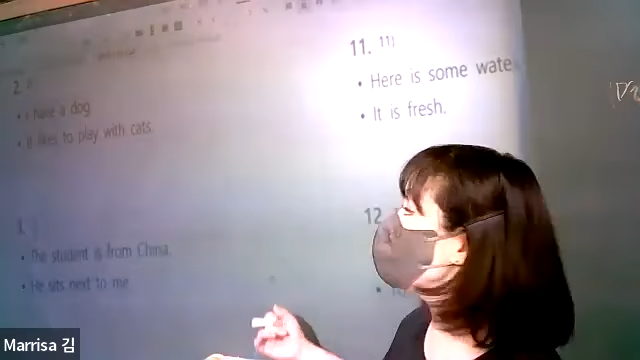 2.
• I have a dog
• It likes to play with cats.
• The student is from China.
• He sits next to me
11. 11)
• Here is some wate
• It is fresh.
12
Marrisa 김